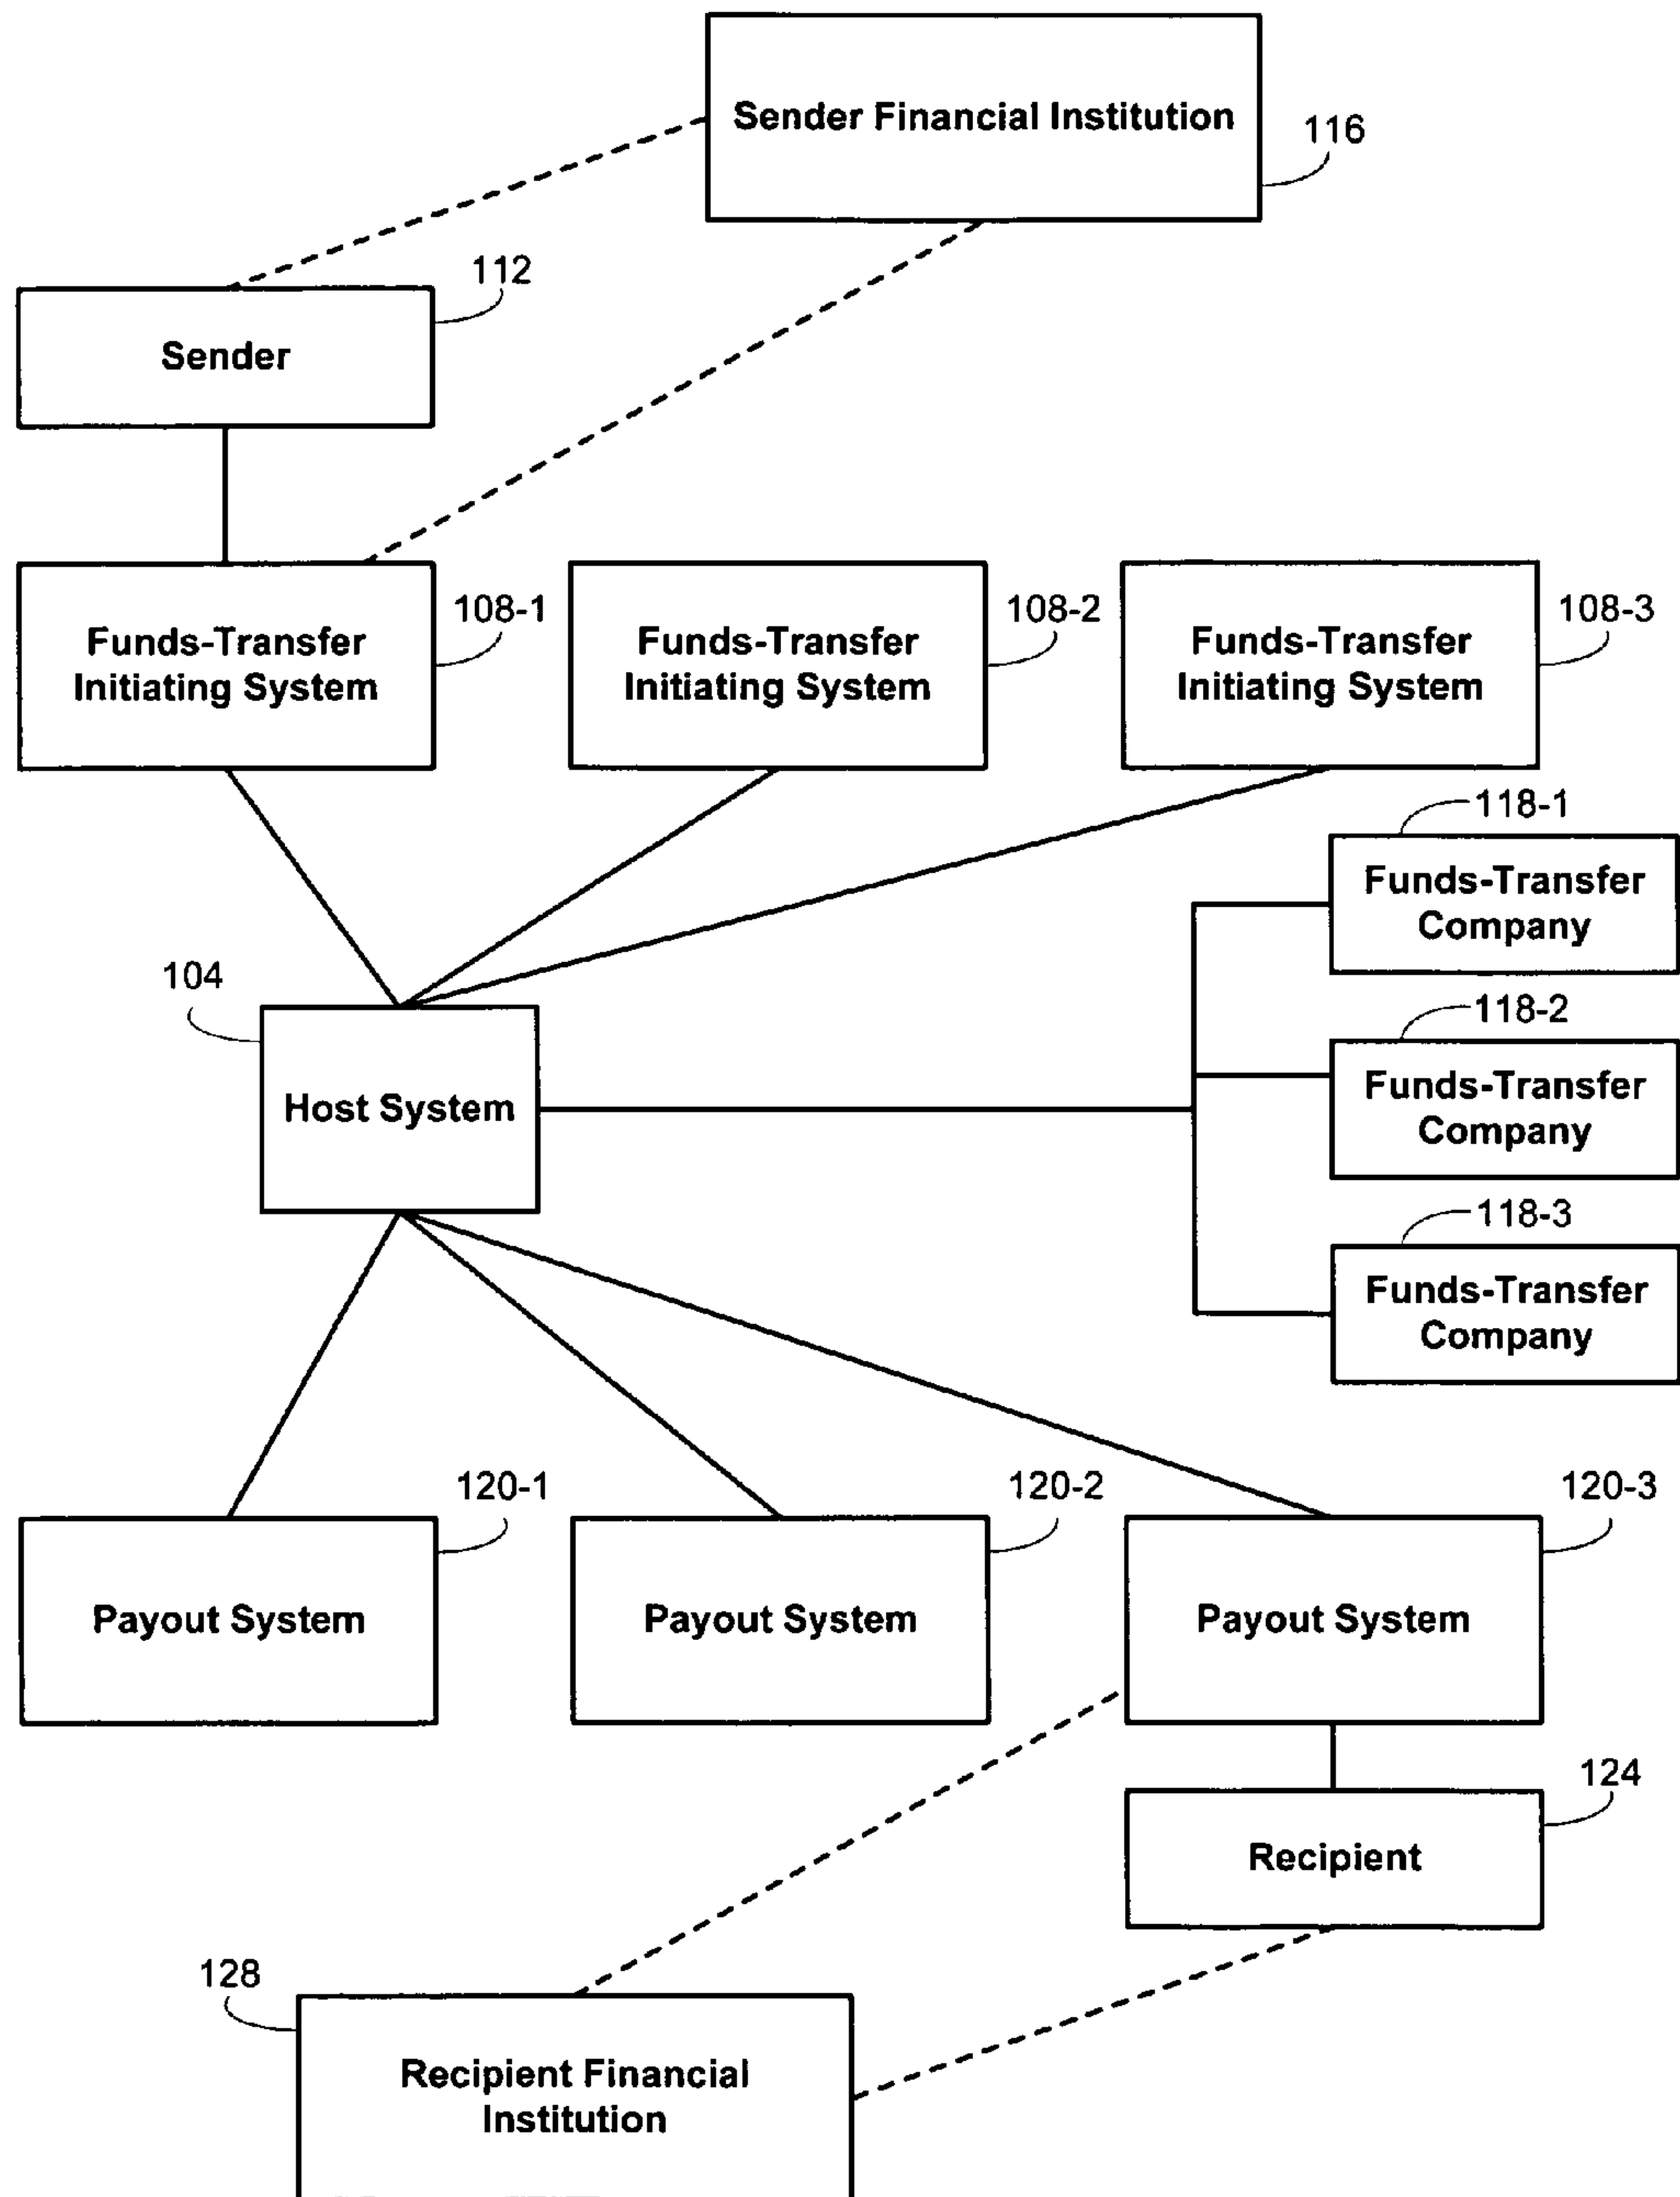 Sender Financial Institution
116
112
Sender
108-1
108-2
108-3
Funds-Transfer
Initiating System
Funds-Transfer
Initiating System
Funds-Transfer
Initiating System
118-1
Funds-Transfer
Company
104
118-2
Host System
Funds-Transfer
Company
118-3
Funds-Transfer
Company
120-1
120-2
120-3
Payout System
Payout System
Payout System
124
Recipient
128
Recipient Financial
Institution